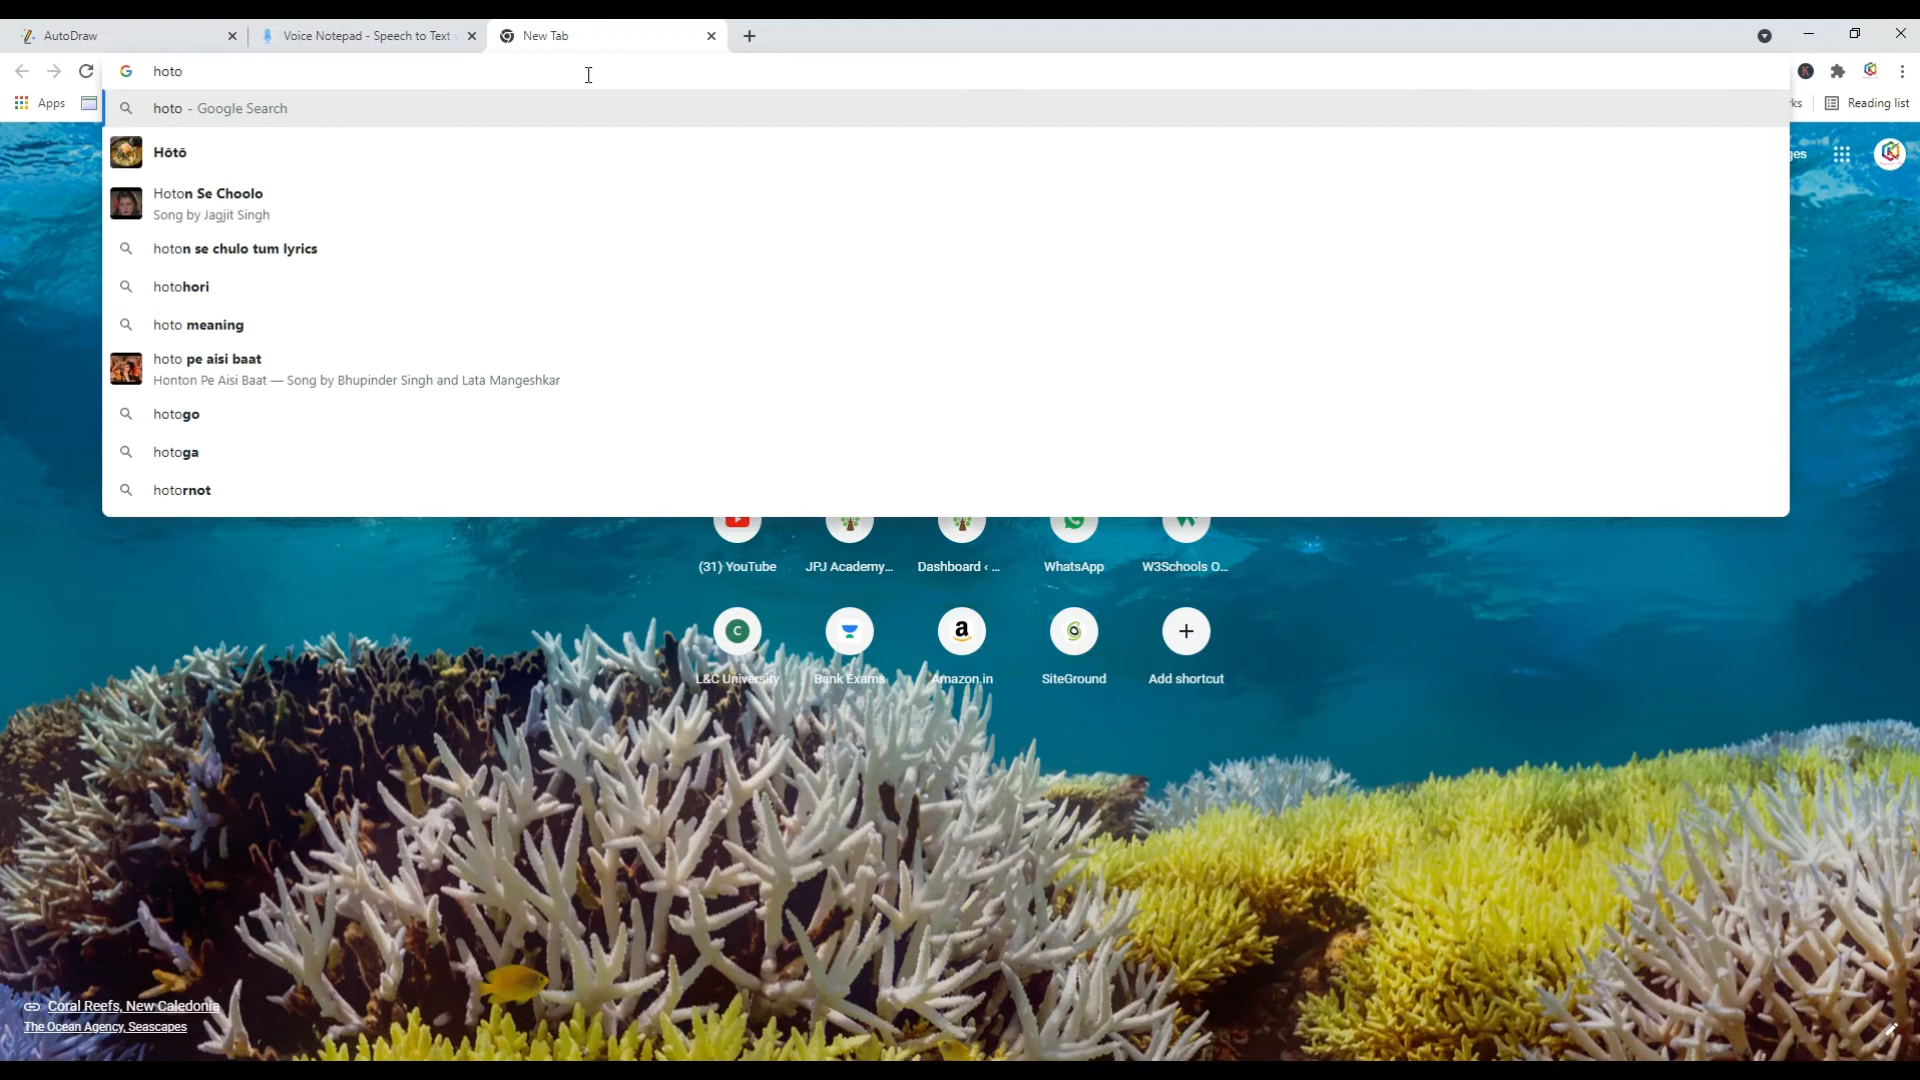 AutoDraw
Voice Notepad - Speech to Text
New Tab
hoto
Apps
Reading list
hoto - Google Search
Hōtō
Hoton Se Choolo
Song by Jagjit Singh
hoton se chulo tum lyrics
hotohori
hoto meaning
hoto pe aisi baat
Honton Pe Aisi Baat — Song by Bhupinder Singh and Lata Mangeshkar
hotogo
hotoga
hotornot
(31) YouTube
JPJ Academy...
Dashboard ‹ ...
WhatsApp
W3Schools O...
C
a
L&C University
Bank Exams
Amazon.in
SiteGround
Add shortcut
Coral Reefs, New Caledonia
The Ocean Agency, Seascapes